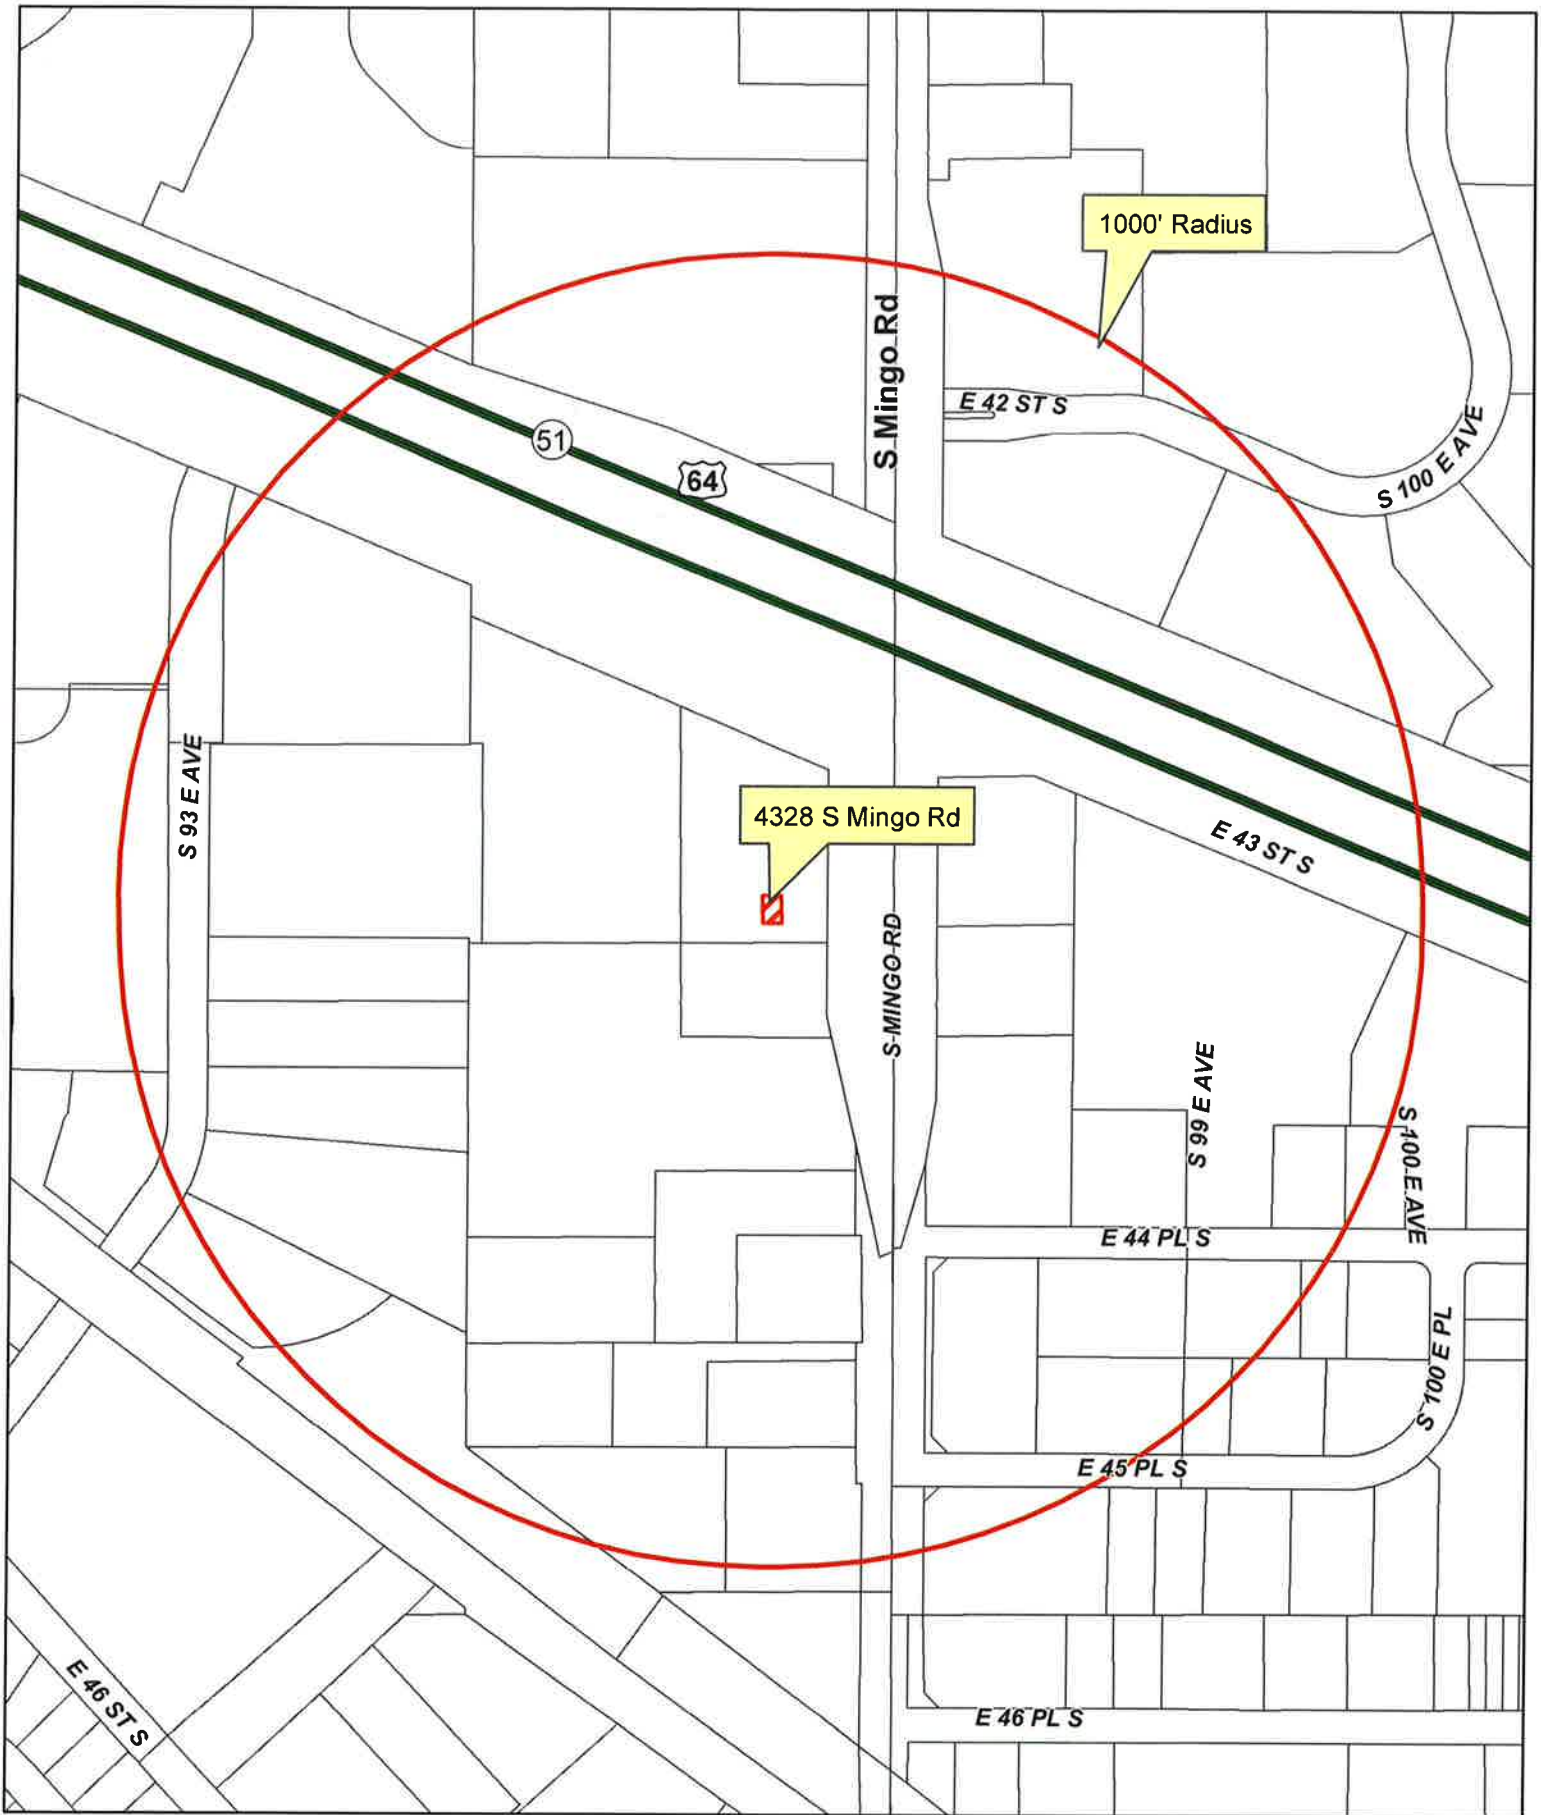 1000' Radius
S Mingo Rd
E 42 ST S
S 100 E AVE
51
64
S 93 E AVE
4328 S Mingo Rd
E 43 ST S
S-MINGO-RD
S 99 E AVE
S 100 E AVE
E 44 PL S
S 100 E PL
E 45 PL S
E 46 ST S
E 46 PL S